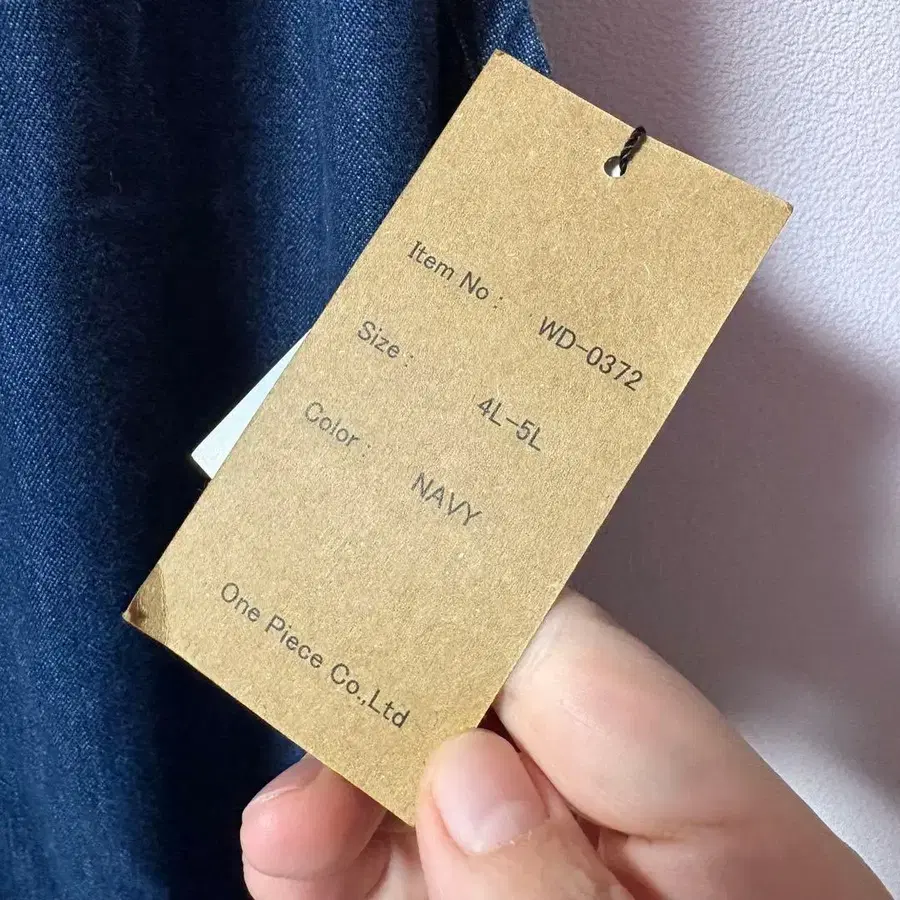 Item No : WD-0372
Size : 4L-5L
Color : NAVY
One Piece Co.,Ltd